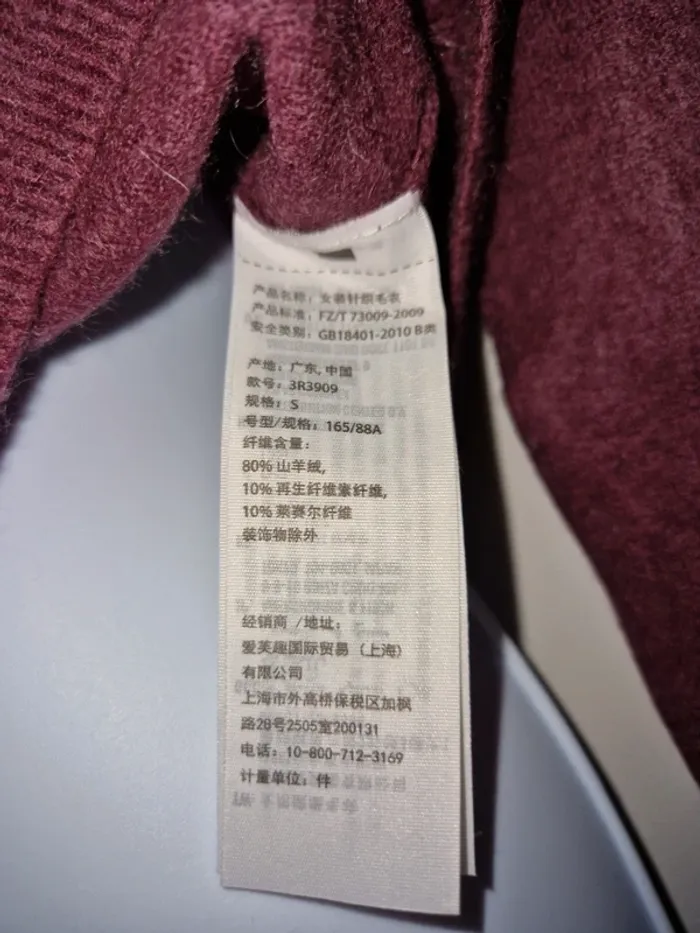 产品名称：女装针织毛衣
产品标准：FZ/T 73009-2009
安全类别：GB18401-2010 B类
产地：广东, 中国
款号：3R3909
规格：S
号型/规格：165/88A
纤维含量：
80% 山羊绒,
10% 再生纤维素纤维,
10% 莱赛尔纤维
装饰物除外
经销商 /地址：
爱芙趣国际贸易（上海）
有限公司
上海市外高桥保税区加枫
路28号2505室200131
电话：10-800-712-3169
计量单位：件